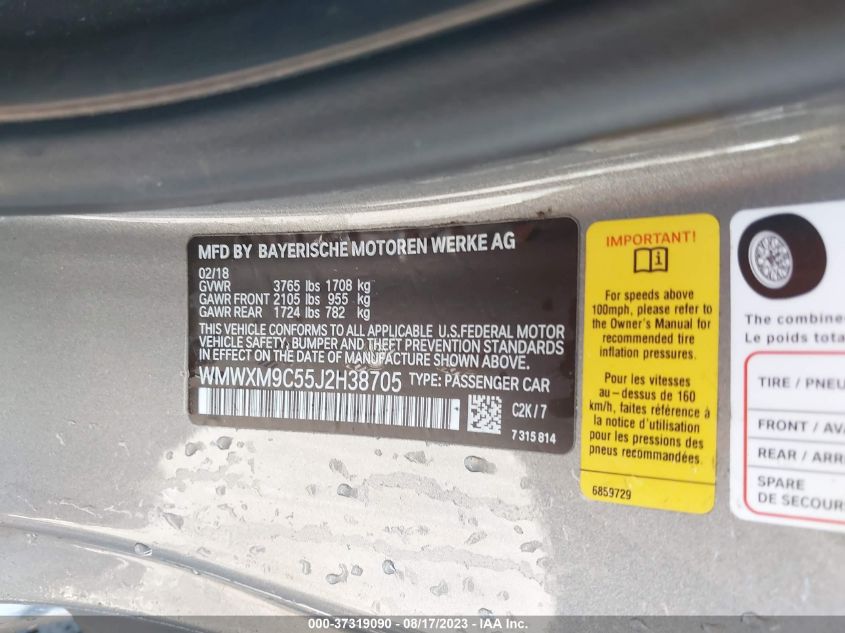 MFD BY BAYERISCHE MOTOREN WERKE AG
02/18
GVWR 3765 lbs 1708 kg
GAWR FRONT 2105 lbs 955 kg
GAWR REAR 1724 lbs 782 kg
THIS VEHICLE CONFORMS TO ALL APPLICABLE U.S.FEDERAL MOTOR
VEHICLE SAFETY, BUMPER AND THEFT PREVENTION STANDARDS
IN EFFECT ON THE DATE OF MANUFACTURE SHOWN ABOVE.
WMWXM9C55J2H38705 TYPE: PASSENGER CAR
C2K/7
7 315 814
IMPORTANT!
For speeds above
100mph, please refer to
the Owner's Manual for
recommended tire
inflation pressures.
Pour les vitesses
au-dessus de 160
km/h, faites référence à
la notice d'utilisation
pour les pressions des
pneus recommandées.
6859729
The combine
Le poids tota
TIRE / PNEU
FRONT / AVA
REAR / ARR
SPARE
DE SECOUR
000-37319090 - 08/17/2023 - © IAA, Inc.